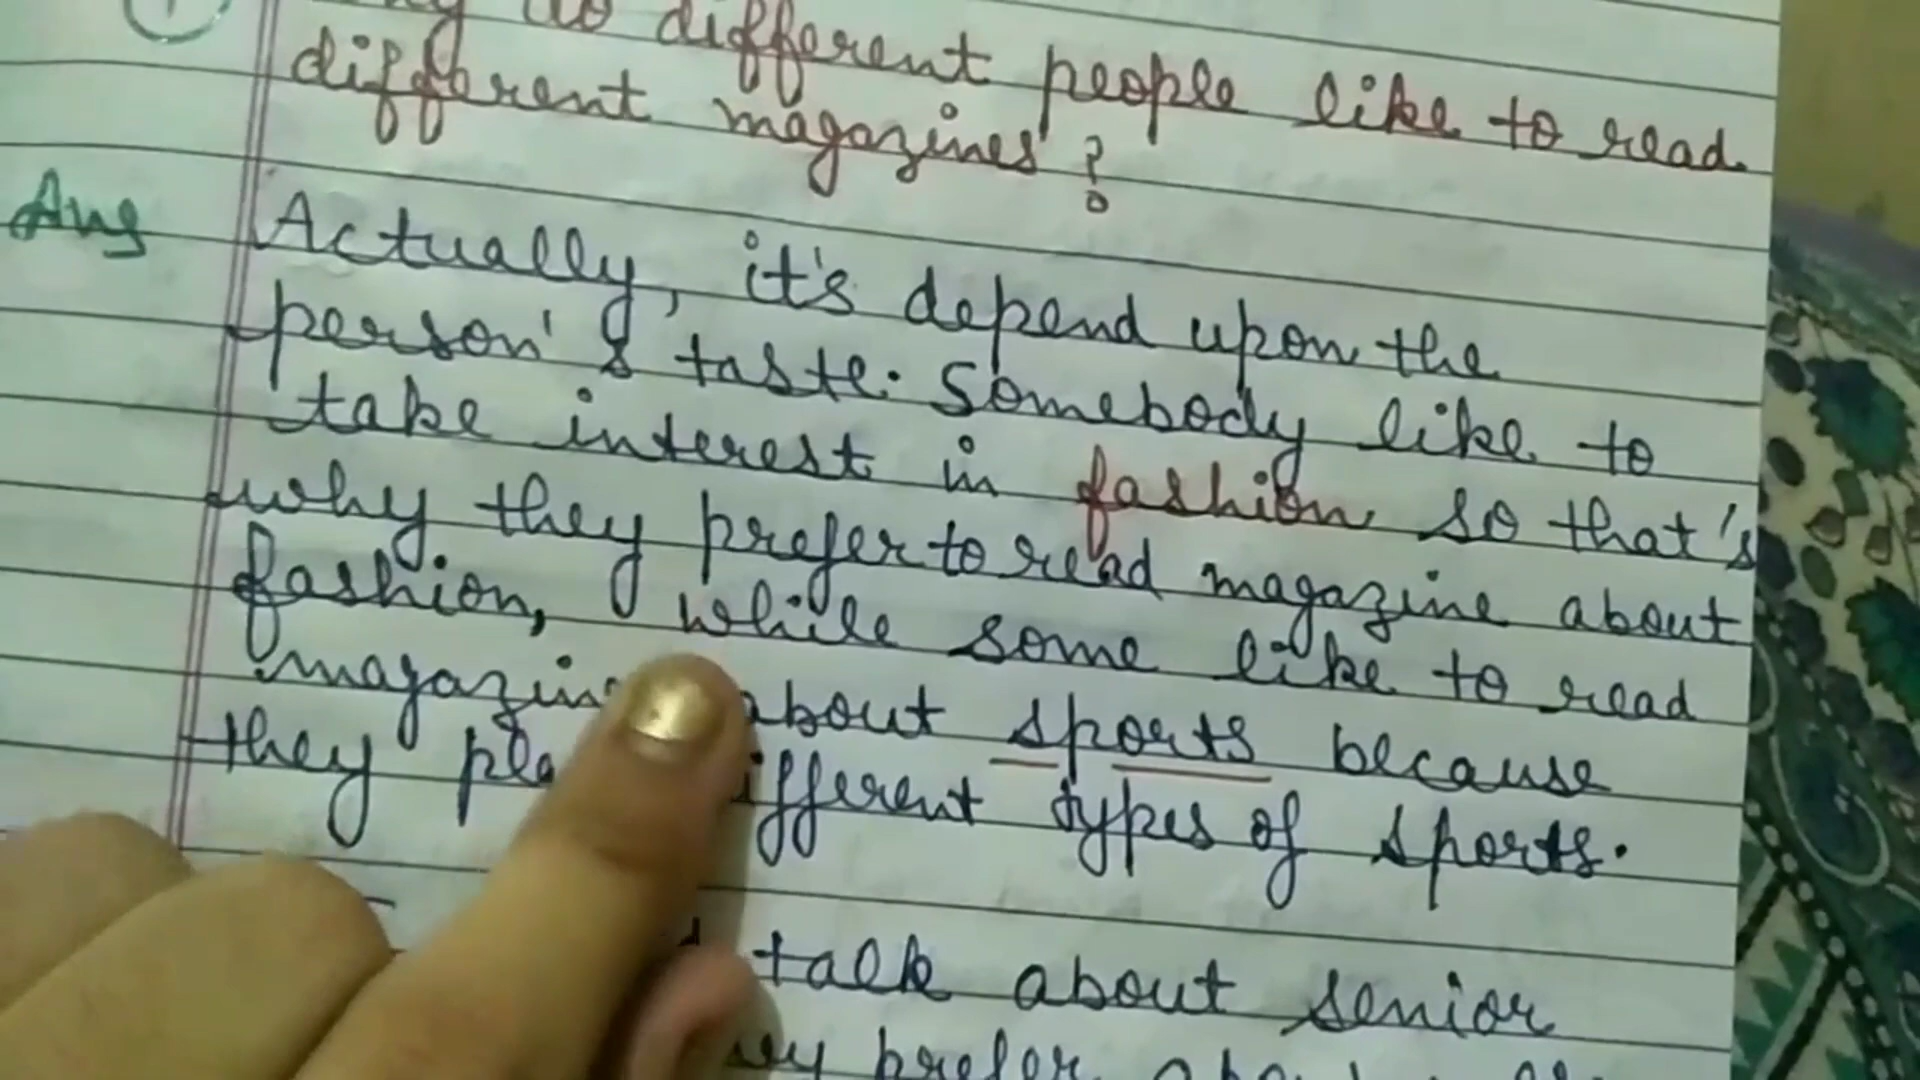 do different people like to read
different magazines?
Ans Actually, it's depend upon the
person's taste. Somebody like to
take interest in fashion so that's
why they prefer to read magazine about
fashion, while some like to read
about sports because
they different types of sports.
talk about senior
prefer